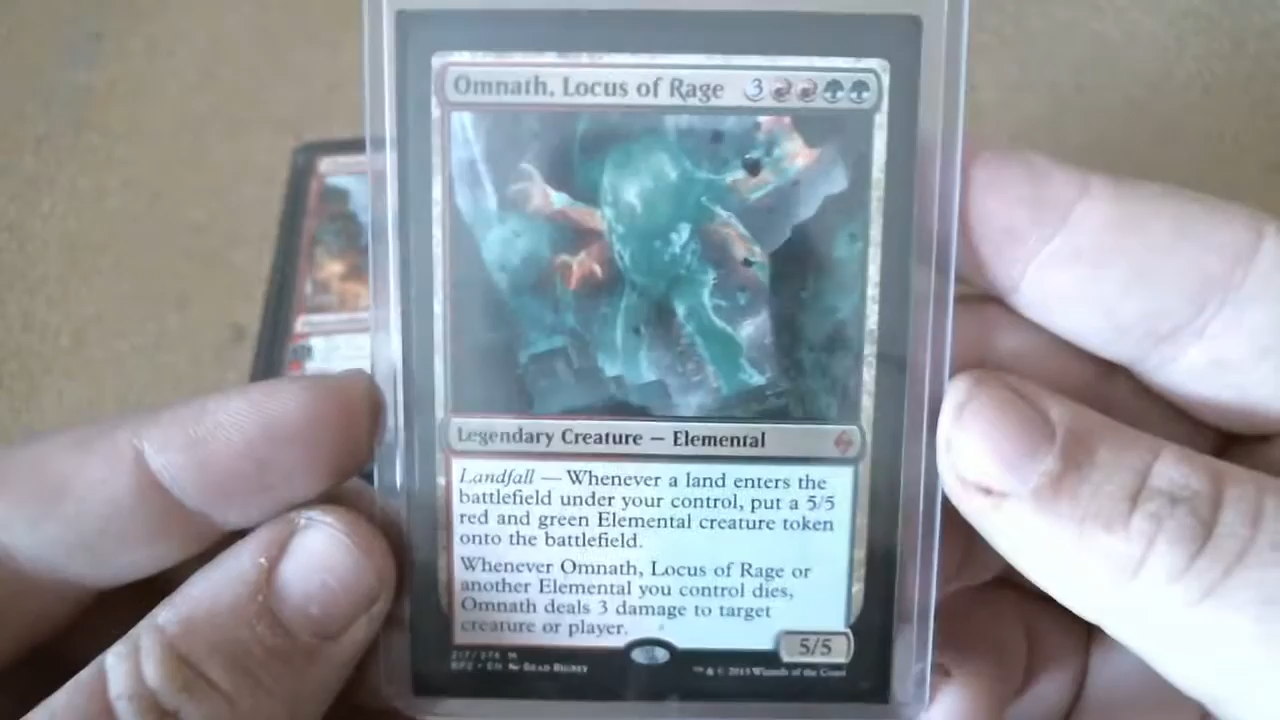 Omnath, Locus of Rage 3
Legendary Creature — Elemental
Landfall — Whenever a land enters the
battlefield under your control, put a 5/5
red and green Elemental creature token
onto the battlefield.
Whenever Omnath, Locus of Rage or
another Elemental you control dies,
Omnath deals 3 damage to target
creature or player.
5/5
217/274 M
BFZ • EN Brad Rigney
™ & © 2015 Wizards of the Coast